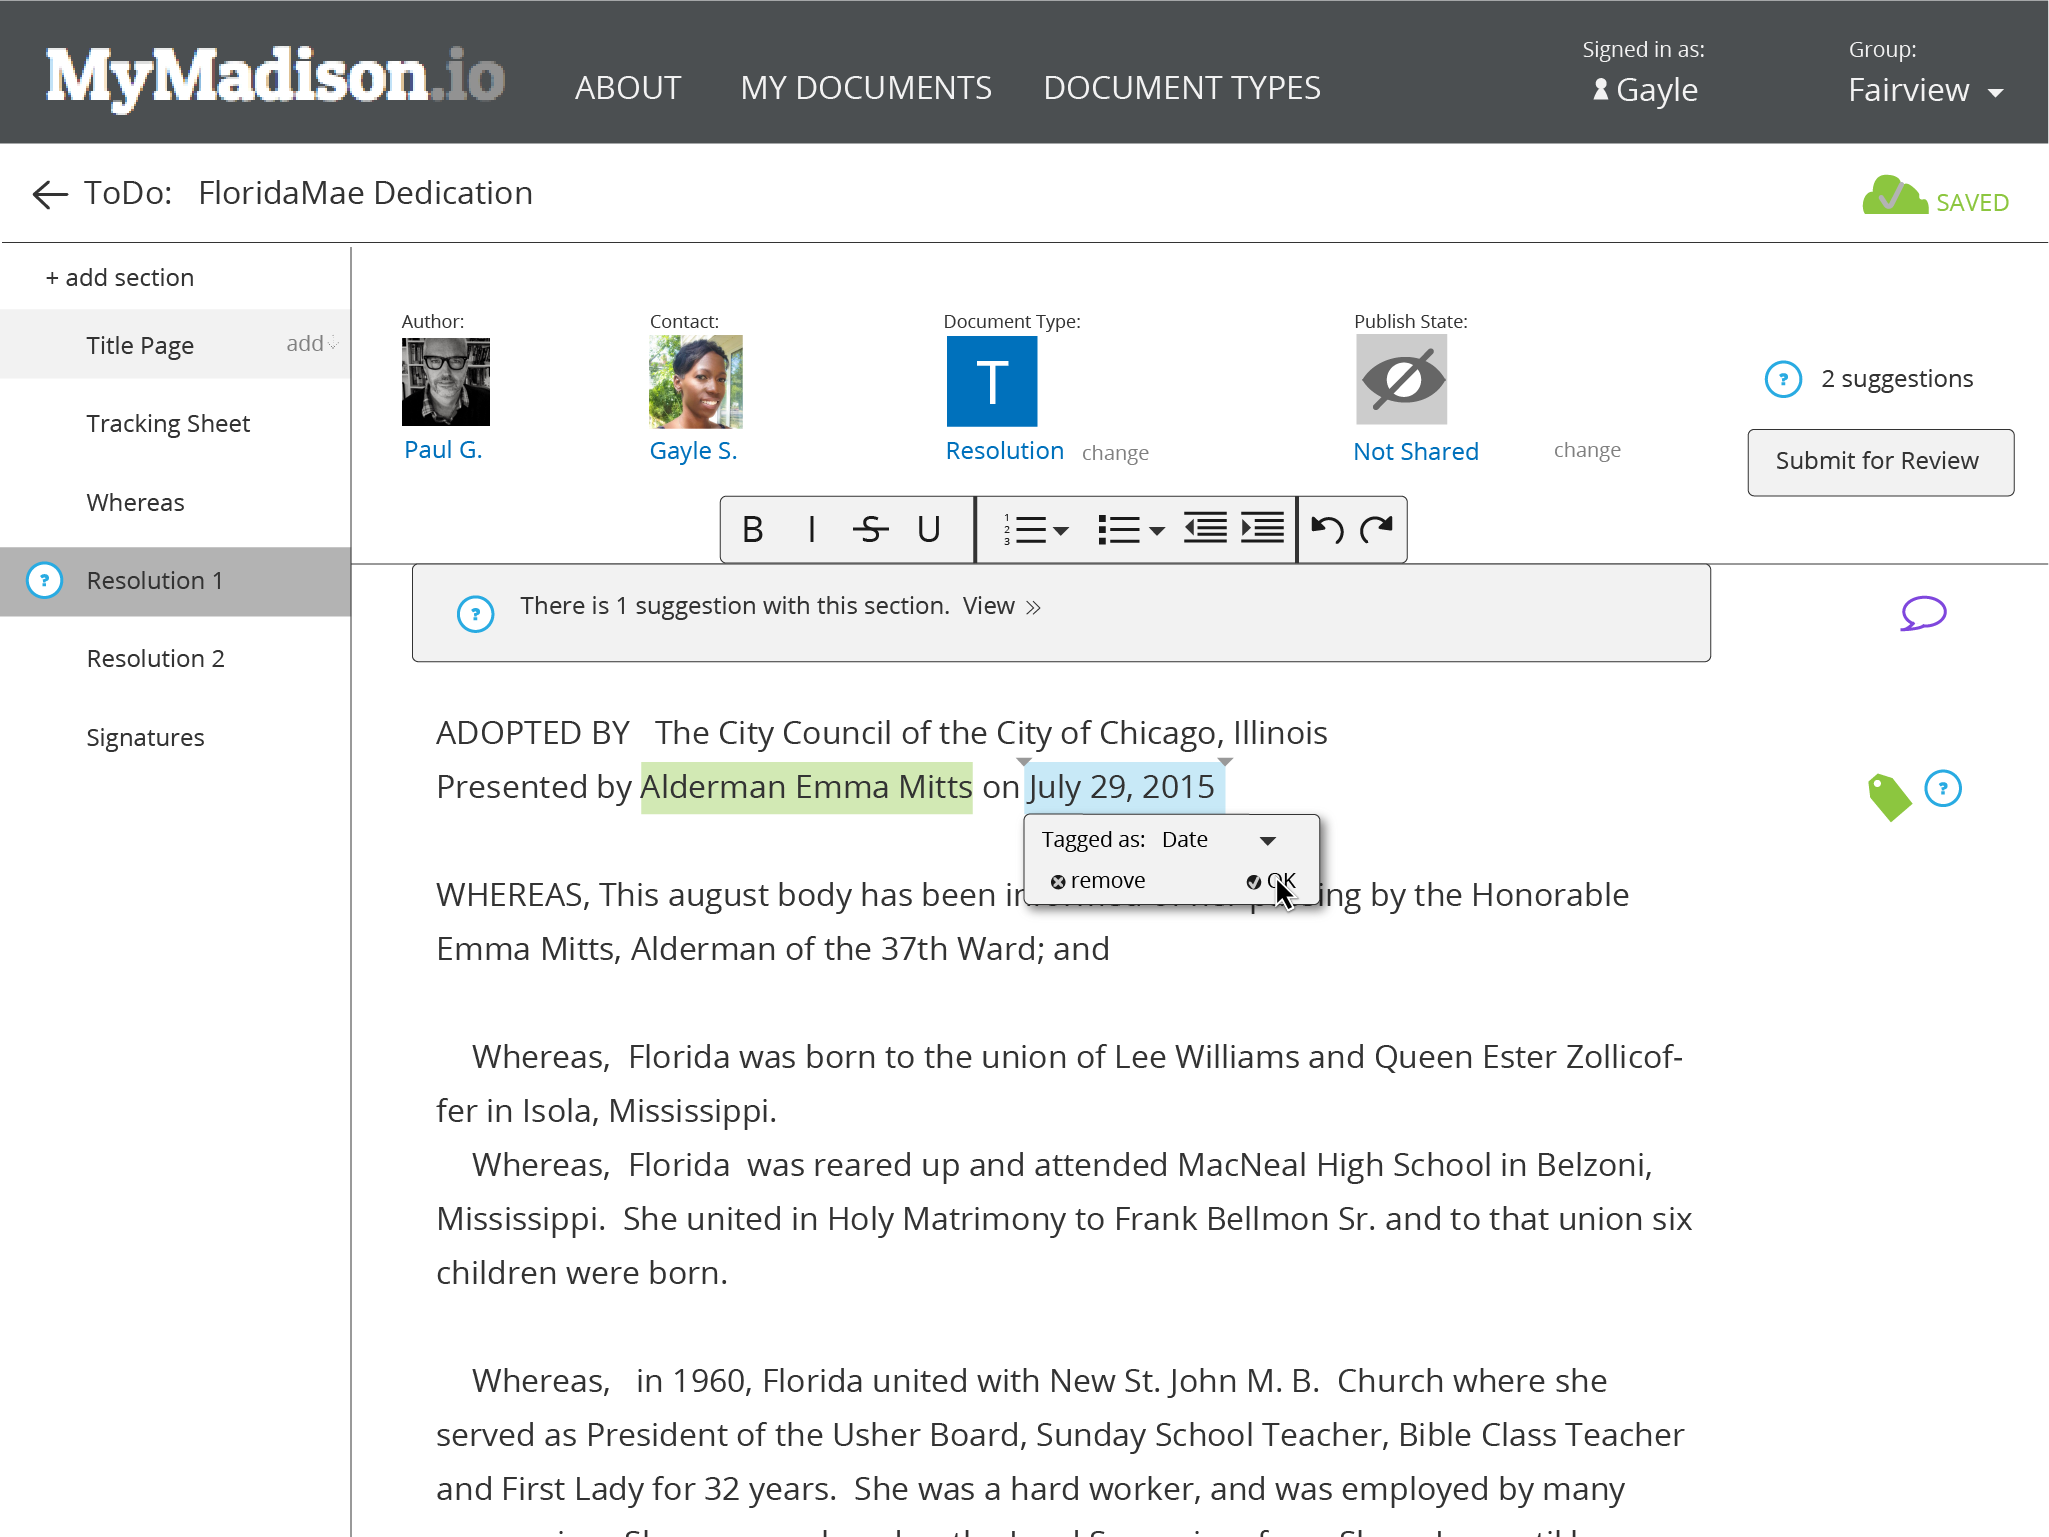 MyMadison.io
ABOUT MY DOCUMENTS DOCUMENT TYPES
Signed in as:
Gayle
Group:
Fairview
ToDo: FloridaMae Dedication
SAVED
+ add section
Title Page add
Tracking Sheet
Whereas
? Resolution 1
Resolution 2
Signatures
Author:
Paul G.
Contact:
Gayle S.
Document Type:
T
Resolution change
Publish State:
Not Shared change
? 2 suggestions
Submit for Review
B I S U
1
2
3
? There is 1 suggestion with this section. View »
ADOPTED BY The City Council of the City of Chicago, Illinois
Presented by Alderman Emma Mitts on July 29, 2015
?
Tagged as: Date
remove OK
WHEREAS, This august body has been by the Honorable
Emma Mitts, Alderman of the 37th Ward; and
Whereas, Florida was born to the union of Lee Williams and Queen Ester Zollicof-
fer in Isola, Mississippi.
Whereas, Florida was reared up and attended MacNeal High School in Belzoni,
Mississippi. She united in Holy Matrimony to Frank Bellmon Sr. and to that union six
children were born.
Whereas, in 1960, Florida united with New St. John M. B. Church where she
served as President of the Usher Board, Sunday School Teacher, Bible Class Teacher
and First Lady for 32 years. She was a hard worker, and was employed by many